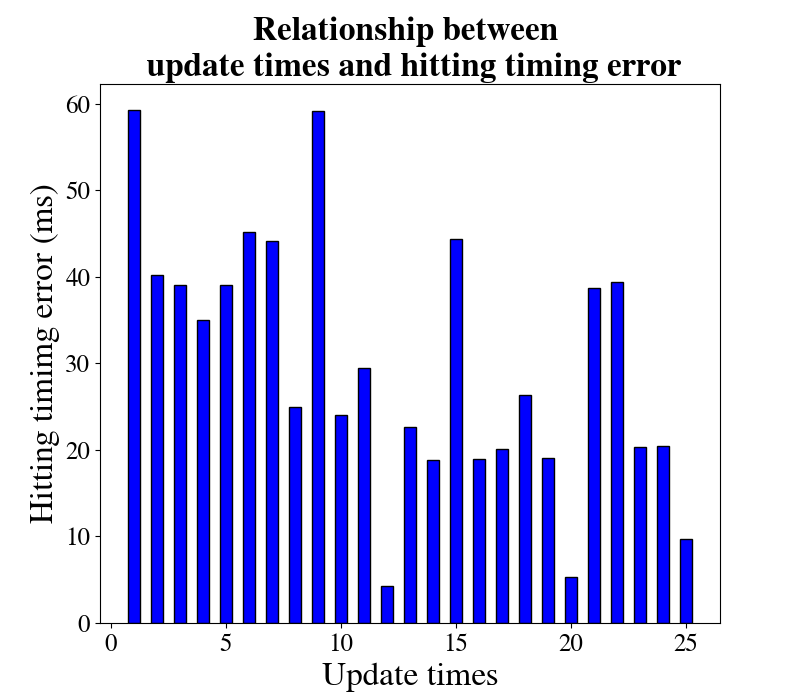 Relationship between
update times and hitting timing error
Hitting timimg error (ms)
60
50
40
30
20
10
0
0 5 10 15 20 25
Update times